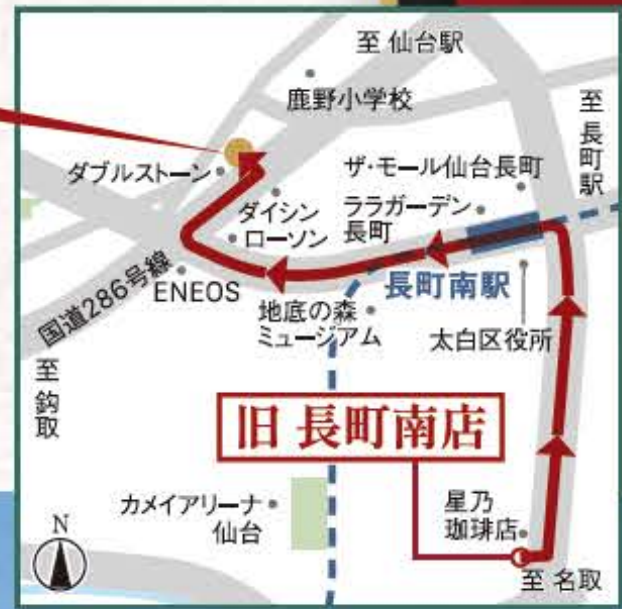 至 仙台駅
鹿野小学校
至 長町駅
ダブルストーン
ザ・モール仙台長町
ダイシン
ララガーデン
長町
ローソン
国道286号線
ENEOS
長町南駅
地底の森
ミュージアム
太白区役所
至 鈎取
旧 長町南店
カメイアリーナ
仙台
星乃
珈琲店
N
至 名取